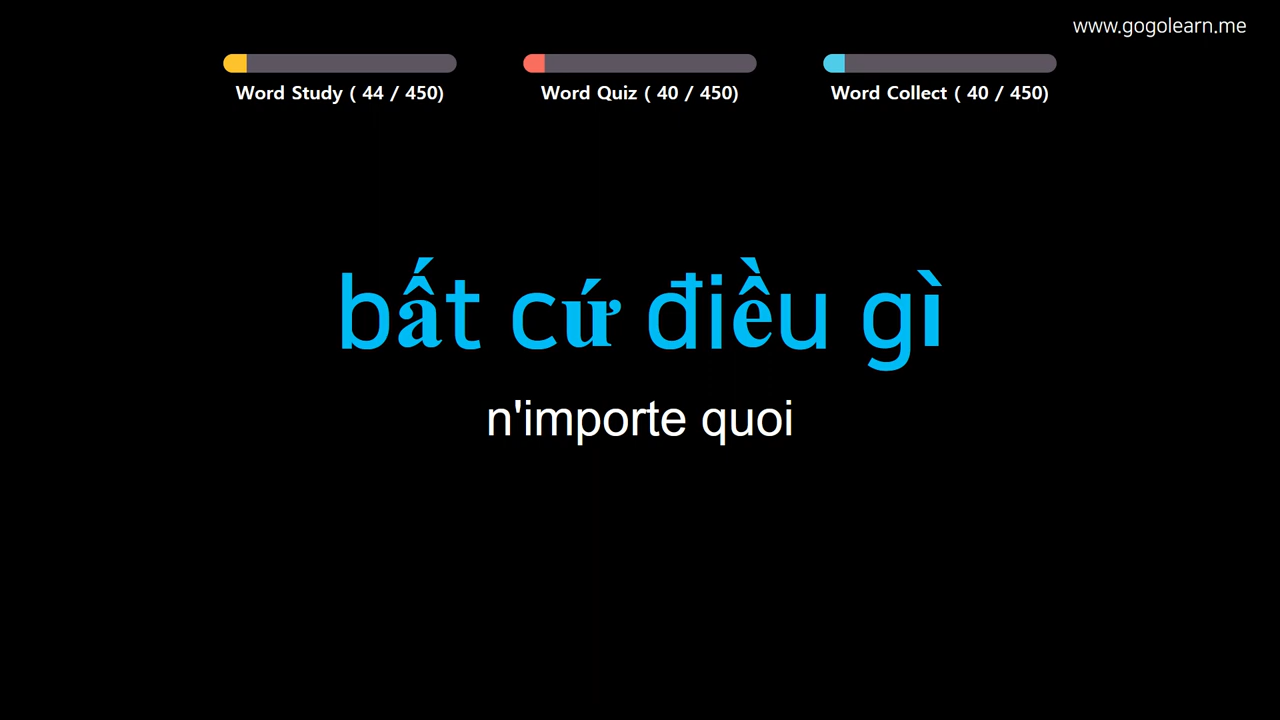 www.gogolearn.me
Word Study ( 44 / 450)
Word Quiz ( 40 / 450)
Word Collect ( 40 / 450)
bất cứ điều gì
n'importe quoi